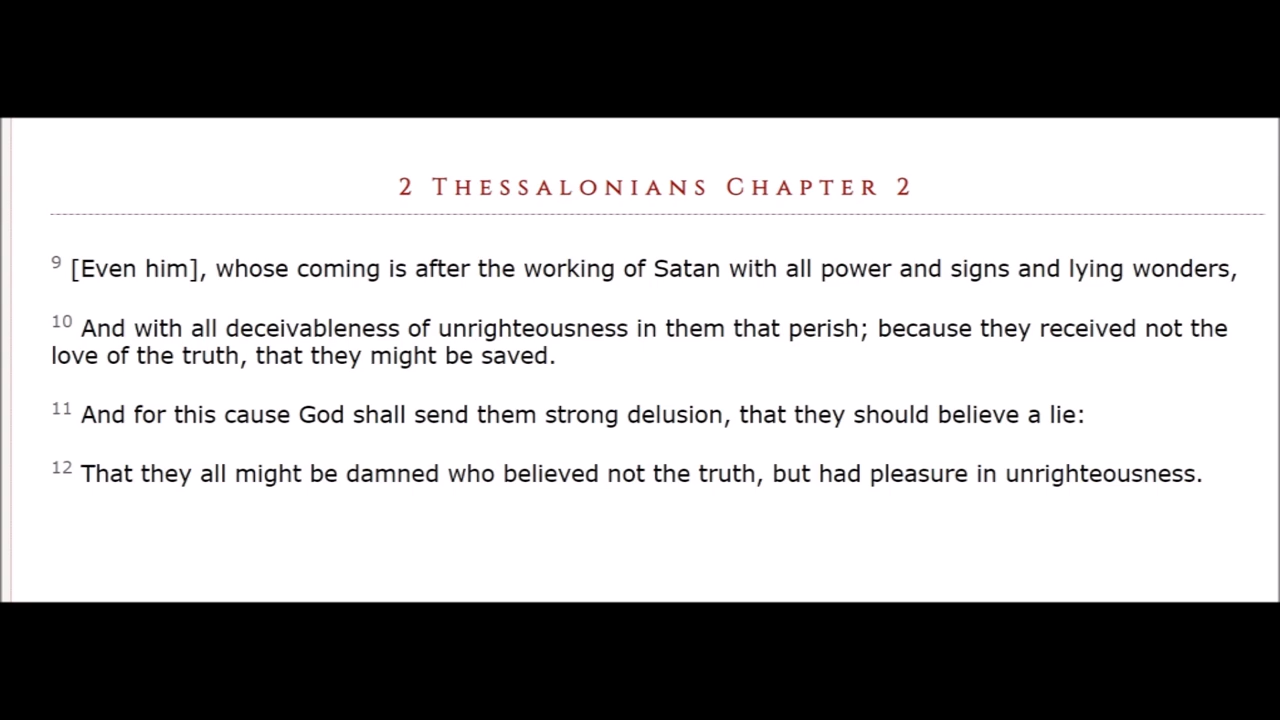 2 Thessalonians Chapter 2
9 [Even him], whose coming is after the working of Satan with all power and signs and lying wonders,
10 And with all deceivableness of unrighteousness in them that perish; because they received not the
love of the truth, that they might be saved.
11 And for this cause God shall send them strong delusion, that they should believe a lie:
12 That they all might be damned who believed not the truth, but had pleasure in unrighteousness.